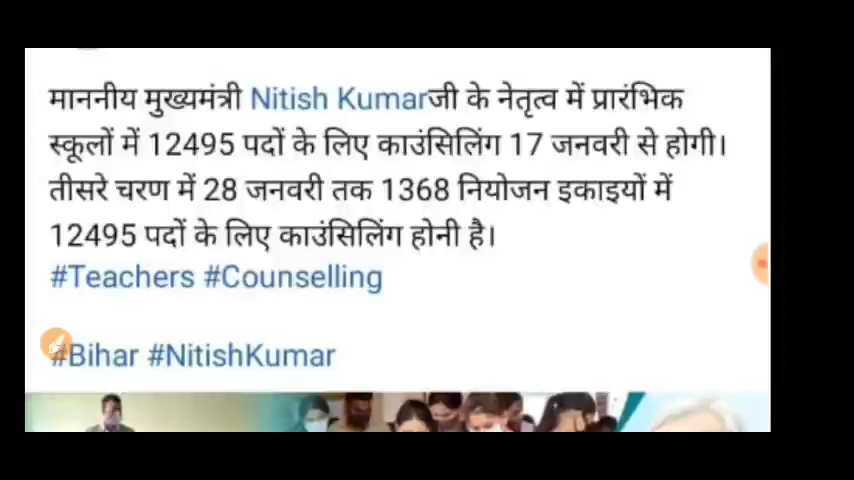 माननीय मुख्यमंत्री Nitish Kumarजी के नेतृत्व में प्रारंभिक
स्कूलों में 12495 पदों के लिए काउंसिलिंग 17 जनवरी से होगी।
तीसरे चरण में 28 जनवरी तक 1368 नियोजन इकाइयों में
12495 पदों के लिए काउंसिलिंग होनी है।
#Teachers #Counselling
#Bihar #NitishKumar